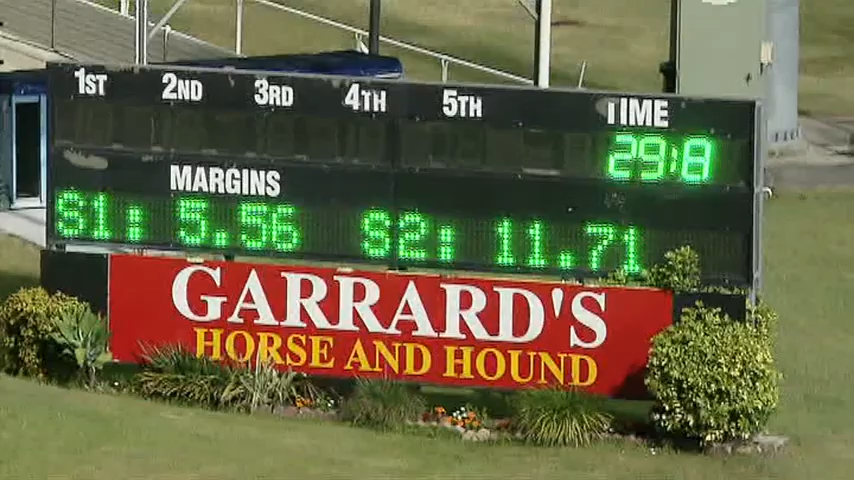 1ST 2ND 3RD 4TH 5TH TIME
29:8
MARGINS
S1: 5.56 S2: 11.71
GARRARD'S
HORSE AND HOUND